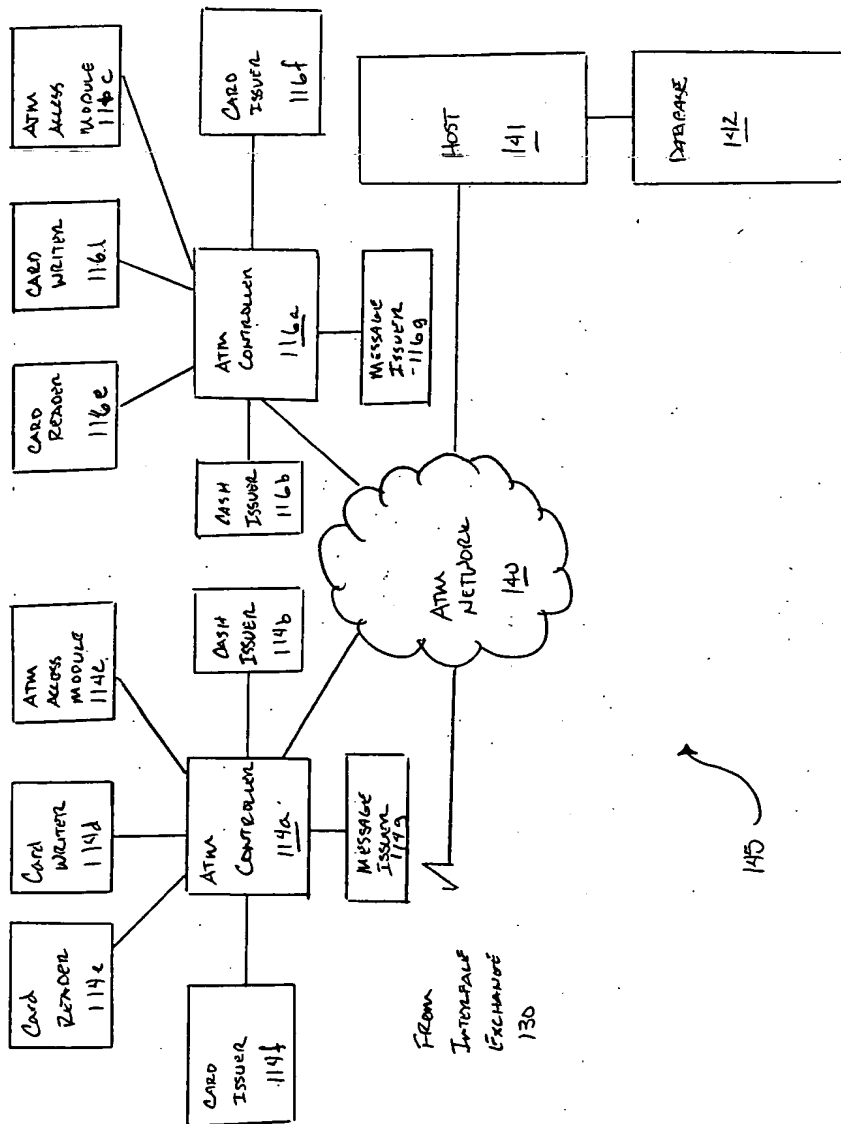 Card
READER
114e
Card
WRITER
114d
ATM
ACCESS
MODULE
114c
CARD
READER
116e
CARD
WRITER
116d
ATM
ACCESS
MODULE
116c
CARD
ISSUER
114f
ATM
CONTROLLER
114a
CASH
ISSUER
114b
CASH
ISSUER
116b
ATM
CONTROLLER
116a
CARD
ISSUER
116f
MESSAGE
ISSUER
114g
MESSAGE
ISSUER
-116g
FROM
INTERFACE
EXCHANGE
130
ATM
NETWORK
140
HOST
141
DATABASE
142
145